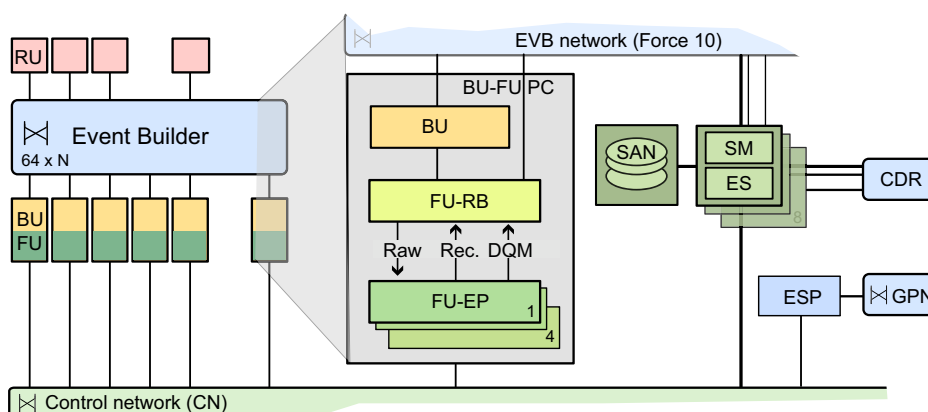 EVB network (Force 10)
RU
BU-FU PC
Event Builder
64 x N
BU
SAN
SM
ES
CDR
8
FU-RB
BU
FU
Raw
Rec.
DQM
FU-EP
1
4
ESP
GPN
Control network (CN)